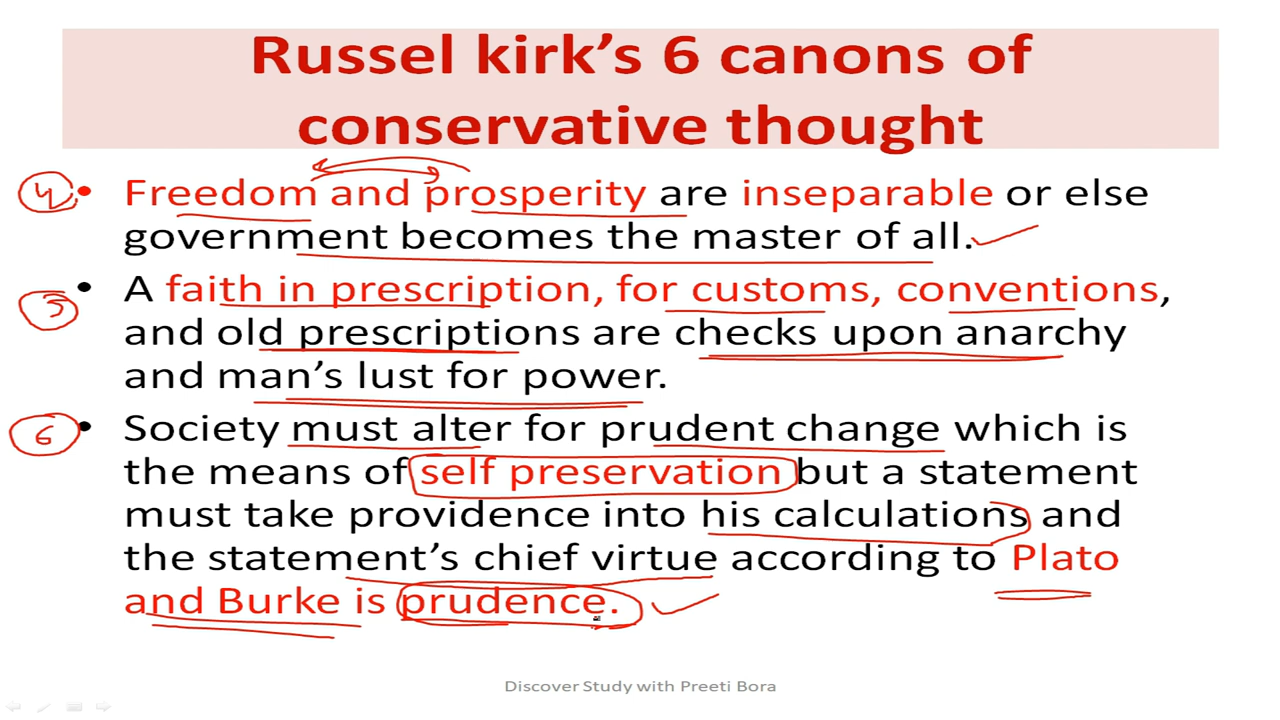 Russel kirk's 6 canons of
conservative thought
4 • Freedom and prosperity are inseparable or else
government becomes the master of all.
5 • A faith in prescription, for customs, conventions,
and old prescriptions are checks upon anarchy
and man's lust for power.
6 • Society must alter for prudent change which is
the means of self preservation but a statement
must take providence into his calculations and
the statement's chief virtue according to Plato
and Burke is prudence.
Discover Study with Preeti Bora